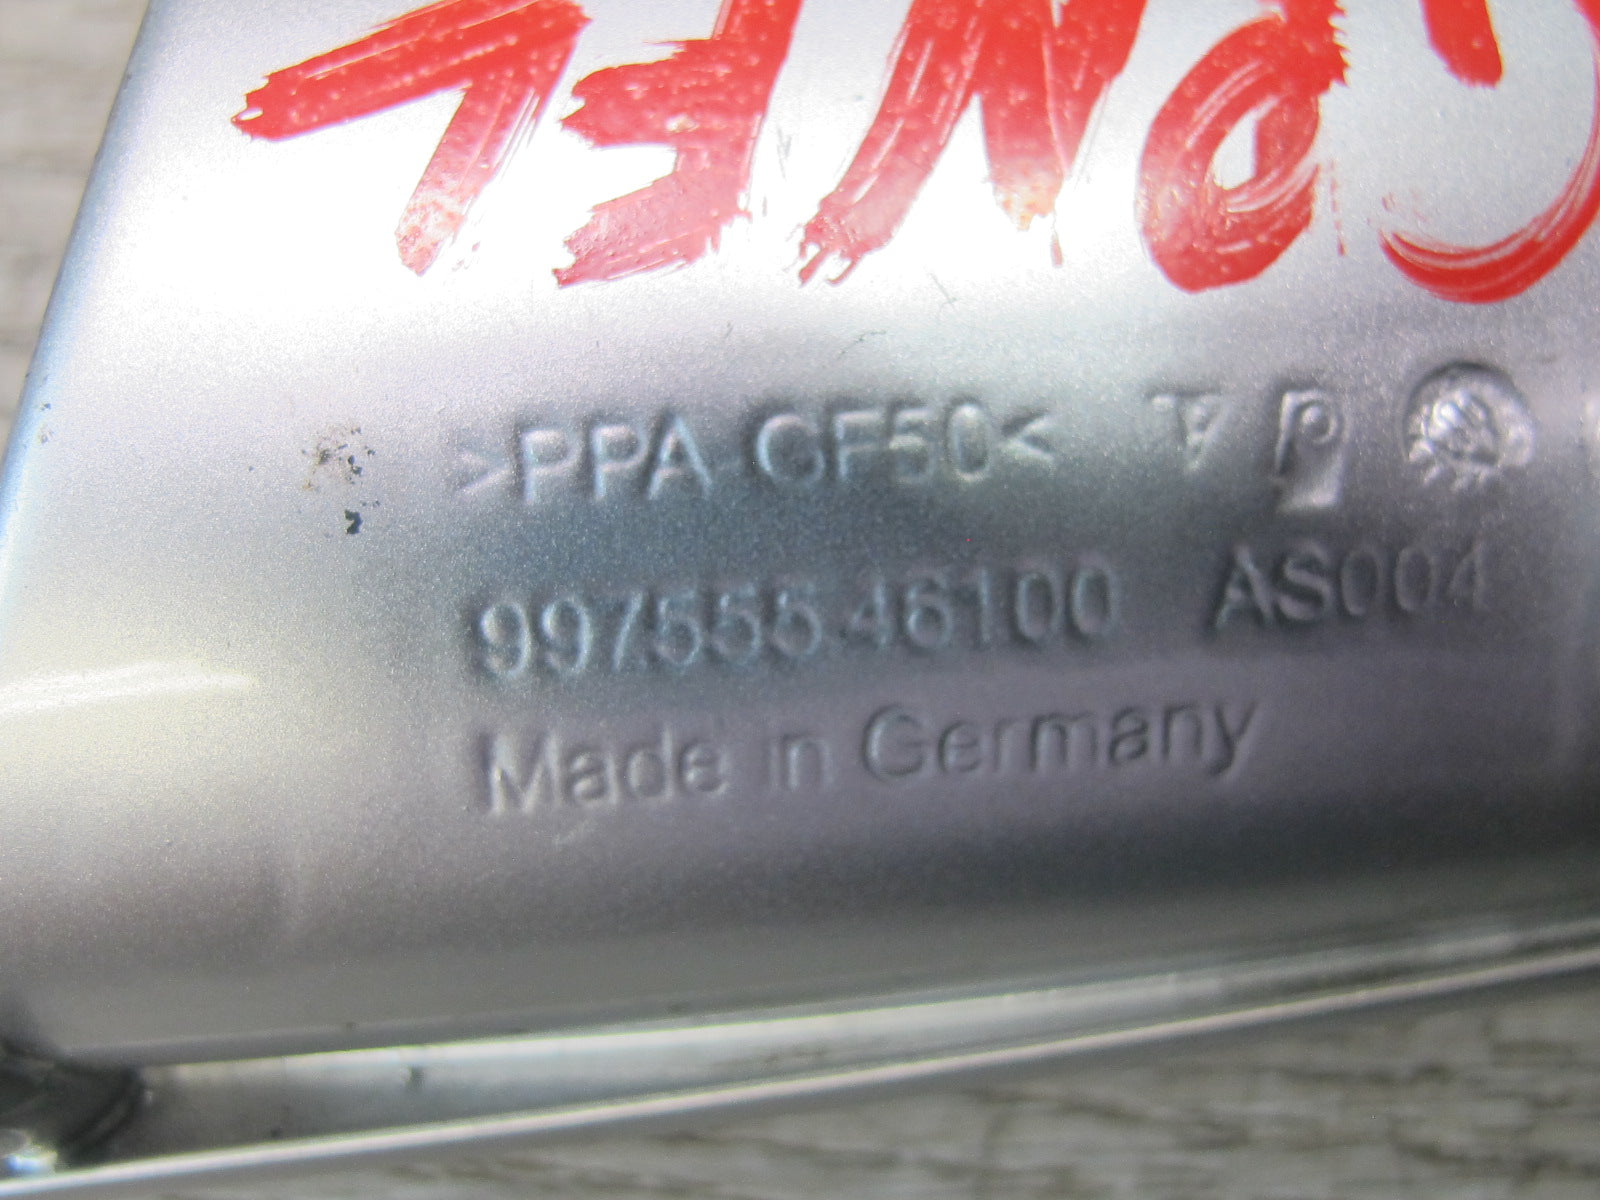 >PPA GF50<
997555 46100 AS004
Made in Germany